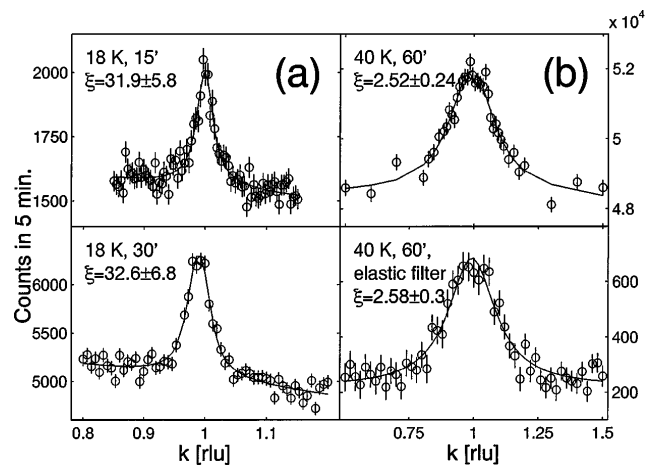 x 10⁴
18 K, 15'
ξ=31.9±5.8
(a)
40 K, 60'
ξ=2.52±0.24
(b)
2000
1800
1500
5.2
5
4.8
Counts in 5 min.
18 K, 30'
ξ=32.6±6.8
40 K, 60',
elastic filter
ξ=2.58±0.3
6000
5500
5000
600
400
200
0.8 0.9 1 1.1
0.75 1 1.25 1.5
k [rlu]
k [rlu]